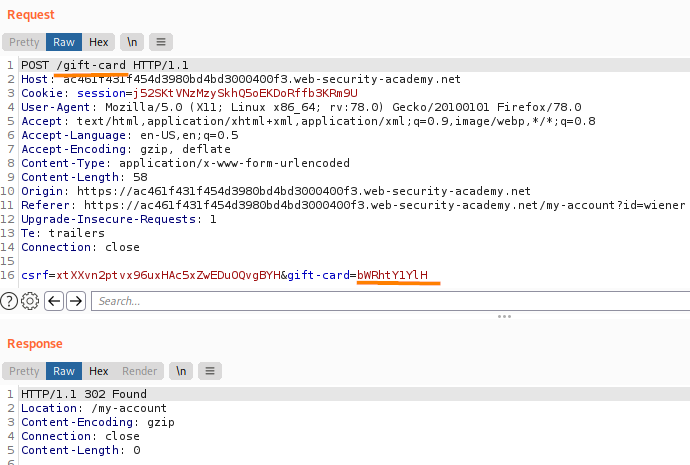 Request
Pretty Raw Hex \n
1 POST /gift-card HTTP/1.1
2 Host: ac461f431f454d3980bd4bd3000400f3.web-security-academy.net
3 Cookie: session=j52SKtVNzMzySkhQ5oEKDoRffb3KRm9U
4 User-Agent: Mozilla/5.0 (X11; Linux x86_64; rv:78.0) Gecko/20100101 Firefox/78.0
5 Accept: text/html,application/xhtml+xml,application/xml;q=0.9,image/webp,*/*;q=0.8
6 Accept-Language: en-US,en;q=0.5
7 Accept-Encoding: gzip, deflate
8 Content-Type: application/x-www-form-urlencoded
9 Content-Length: 58
10 Origin: https://ac461f431f454d3980bd4bd3000400f3.web-security-academy.net
11 Referer: https://ac461f431f454d3980bd4bd3000400f3.web-security-academy.net/my-account?id=wiener
12 Upgrade-Insecure-Requests: 1
13 Te: trailers
14 Connection: close
15
16 csrf=xtXXvn2ptvx96uxHAc5xZwEDuOQvgBYH&gift-card=bWRhtY1YlH
? Search...
Response
Pretty Raw Hex Render \n
1 HTTP/1.1 302 Found
2 Location: /my-account
3 Content-Encoding: gzip
4 Connection: close
5 Content-Length: 0
6